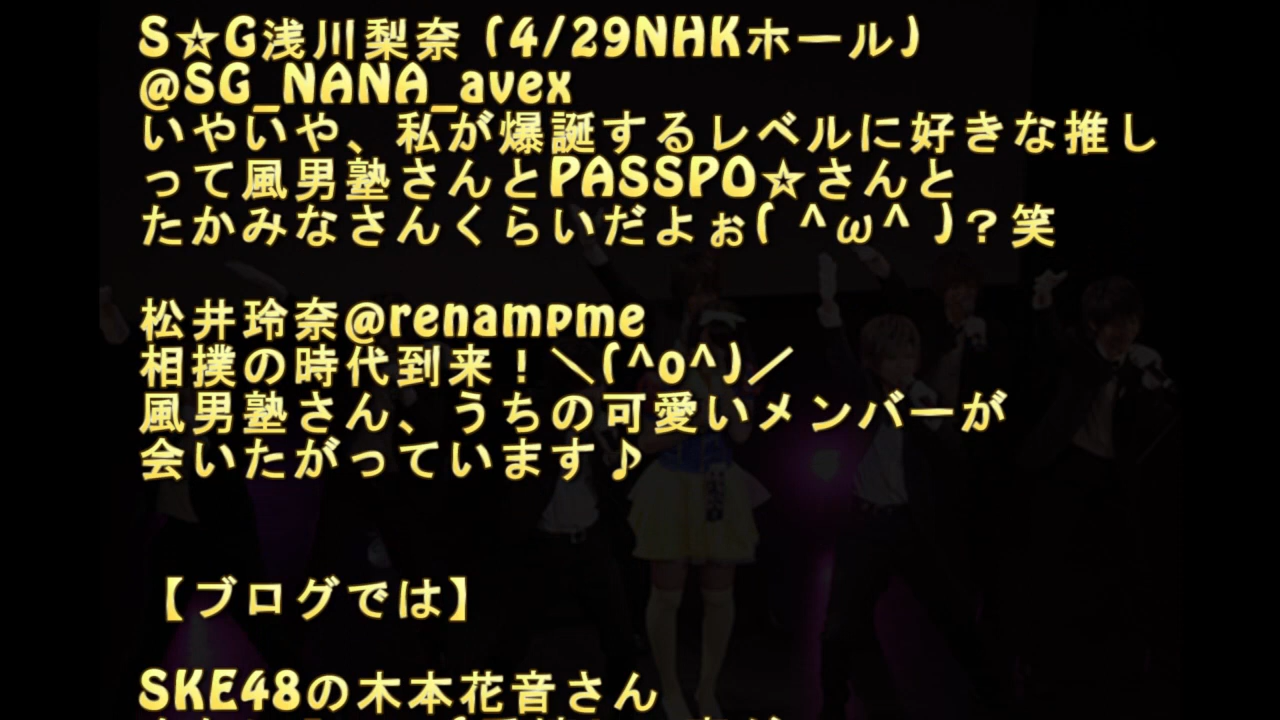 S☆G浅川梨奈（4/29NHKホール）
@SG_NANA_avex
いやいや、私が爆誕するレベルに好きな推し
って風男塾さんとPASSPO☆さんと
たかみなさんくらいだよぉ( ^ω^ )？笑
松井玲奈@renampme
相撲の時代到来！＼(^o^)／
風男塾さん、うちの可愛いメンバーが
会いたがっています♪
【ブログでは】
SKE48の木本花音さん